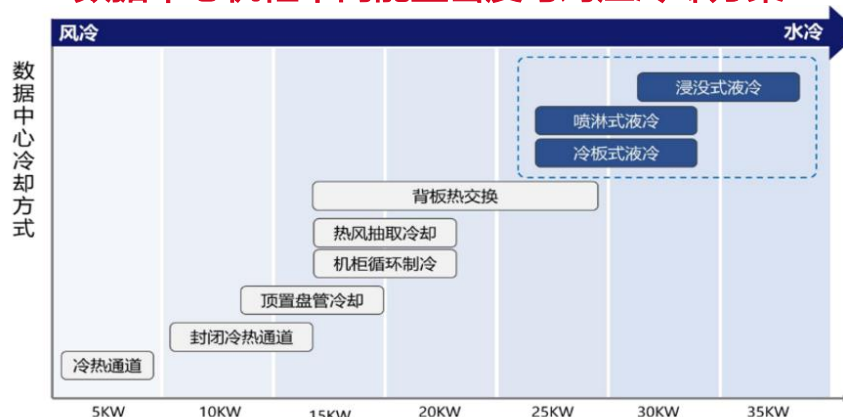 风冷 水冷
数据中心冷却方式
浸没式液冷
喷淋式液冷
冷板式液冷
背板热交换
热风抽取冷却
机柜循环制冷
顶置盘管冷却
封闭冷热通道
冷热通道
5KW 10KW 15KW 20KW 25KW 30KW 35KW